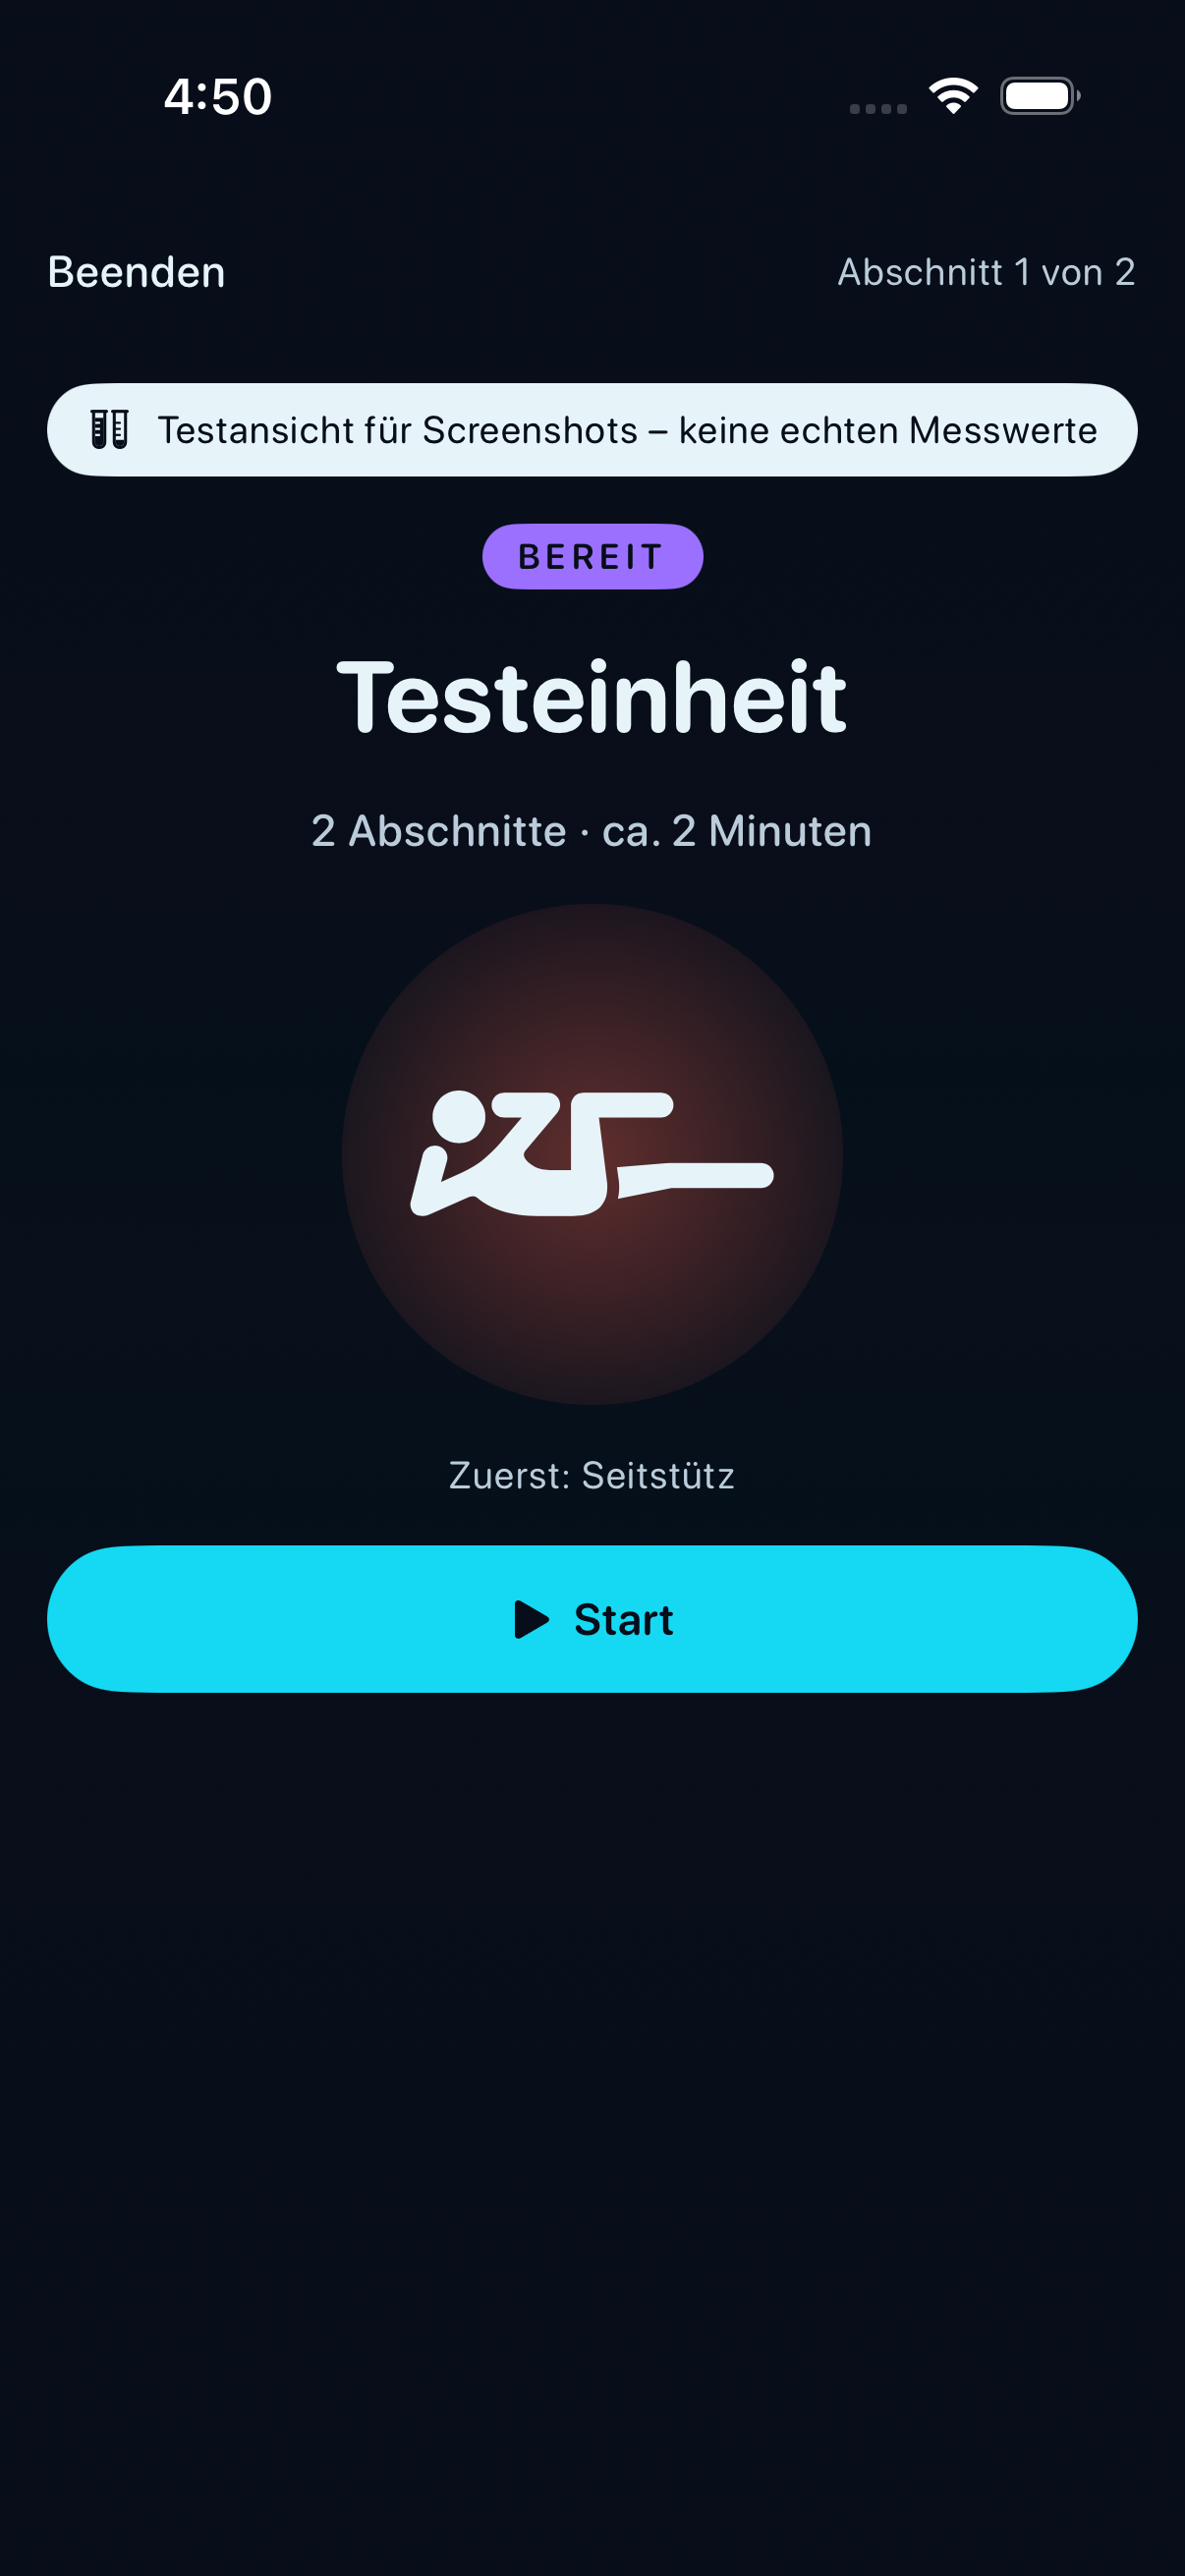 4:50
Beenden
Abschnitt 1 von 2
Testansicht für Screenshots – keine echten Messwerte
BEREIT
Testeinheit
2 Abschnitte · ca. 2 Minuten
Zuerst: Seitstütz
Start